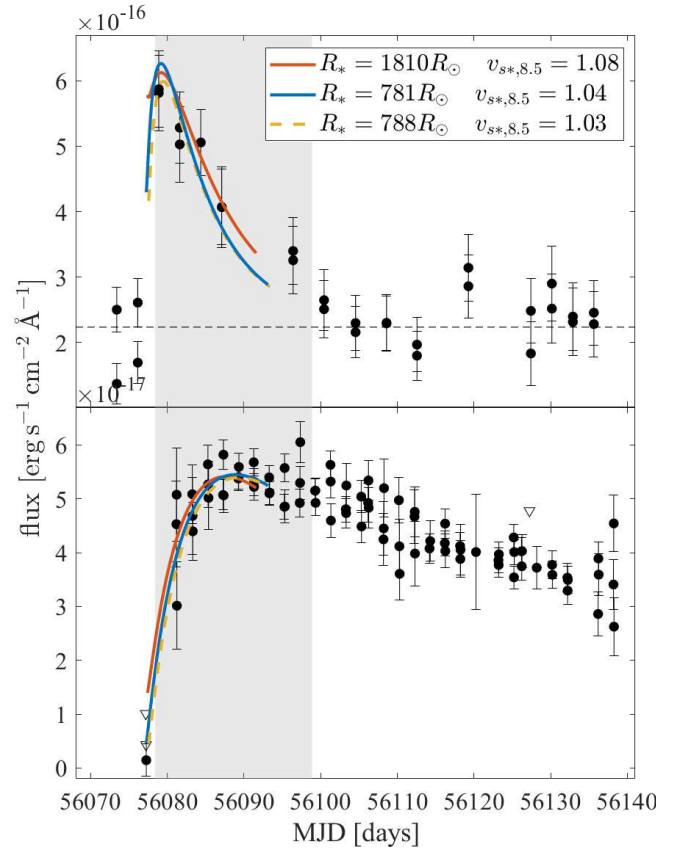 ×10⁻¹⁶
R_* = 1810R_⊙ v_{s*,8.5} = 1.08
R_* = 781R_⊙ v_{s*,8.5} = 1.04
R_* = 788R_⊙ v_{s*,8.5} = 1.03
6
5
4
3
2
×10⁻¹⁷
6
5
4
3
2
1
0
flux [erg s⁻¹ cm⁻² Å⁻¹]
56070 56080 56090 56100 56110 56120 56130 56140
MJD [days]